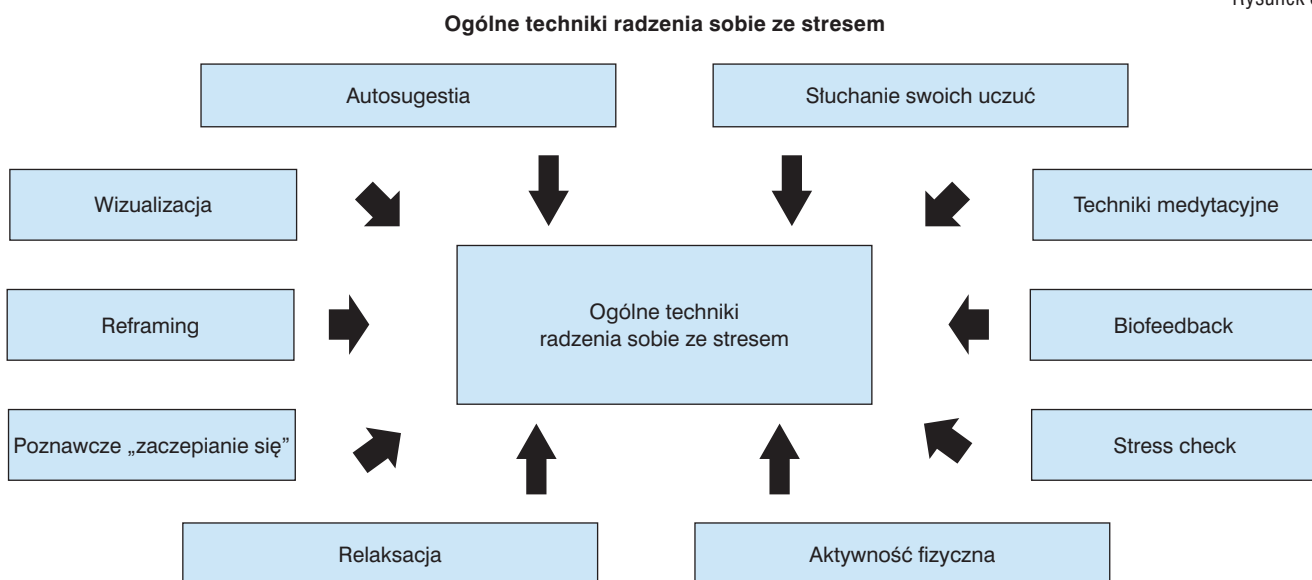 Rysunek
Ogólne techniki radzenia sobie ze stresem
Autosugestia
Słuchanie swoich uczuć
Wizualizacja
Techniki medytacyjne
Ogólne techniki
radzenia sobie ze stresem
Reframing
Biofeedback
Poznawcze „zaczepianie się”
Stress check
Relaksacja
Aktywność fizyczna